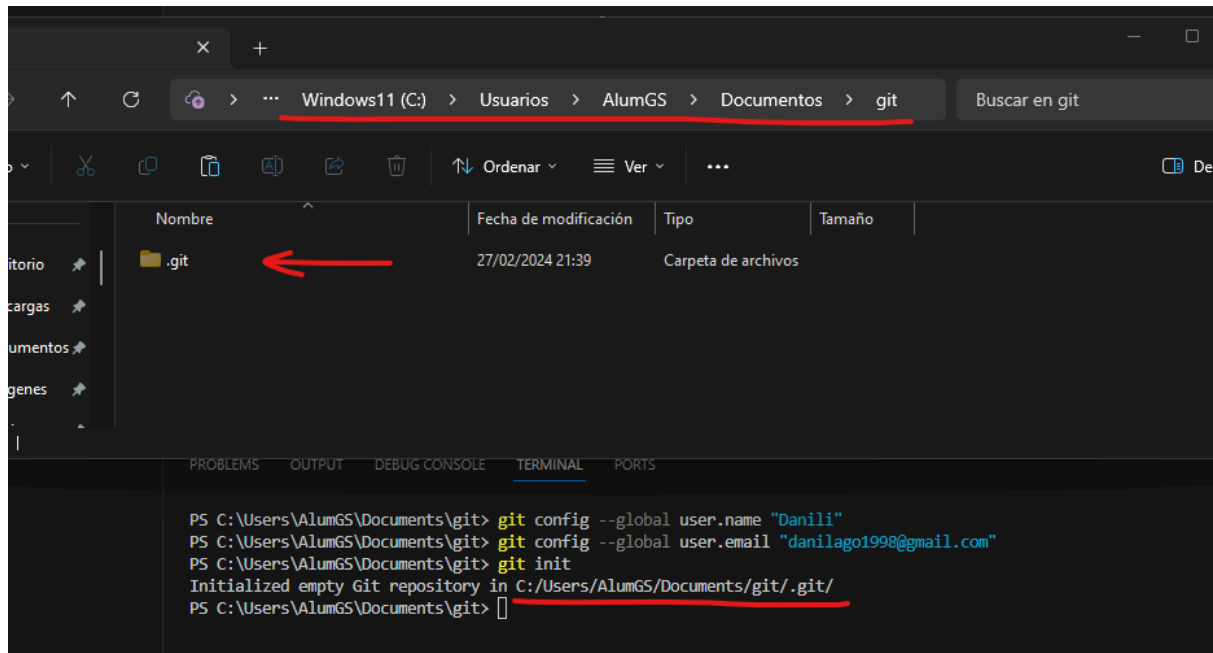 Windows11 (C:) > Usuarios > AlumGS > Documentos > git Buscar en git
Ordenar Ver
Nombre Fecha de modificación Tipo Tamaño
.git 27/02/2024 21:39 Carpeta de archivos
itorio
cargas
umentos
genes
PROBLEMS OUTPUT DEBUG CONSOLE TERMINAL PORTS
PS C:\Users\AlumGS\Documents\git> git config --global user.name "Danili"
PS C:\Users\AlumGS\Documents\git> git config --global user.email "danilago1998@gmail.com"
PS C:\Users\AlumGS\Documents\git> git init
Initialized empty Git repository in C:/Users/AlumGS/Documents/git/.git/
PS C:\Users\AlumGS\Documents\git>